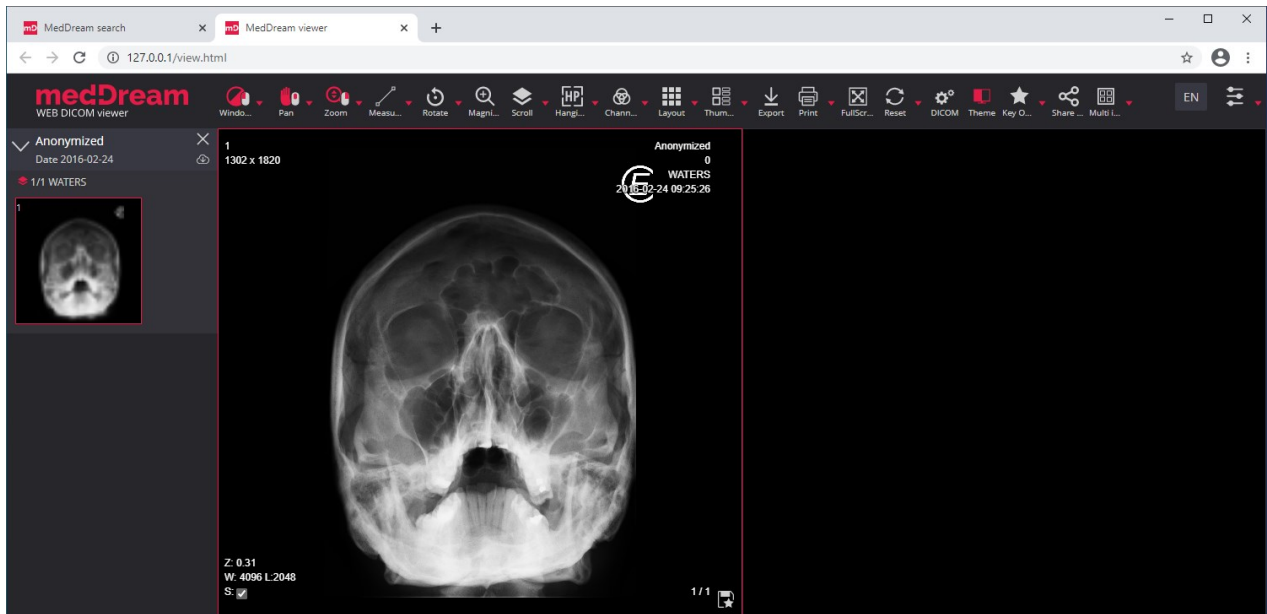 MedDream search
MedDream viewer
127.0.0.1/view.html
medDream
WEB DICOM viewer
Windo...
Pan
Zoom
Measu...
Rotate
Magni...
Scroll
HP
Hangi...
Chann...
Layout
Thum...
Export
Print
FullScr...
Reset
DICOM
Theme
Key O...
Share ...
Multi i...
EN
Anonymized
Date 2016-02-24
1/1 WATERS
1
1
1302 x 1820
Anonymized
0
WATERS
2016-02-24 09:25:26
E
Z: 0.31
W: 4096 L:2048
S:
1 / 1